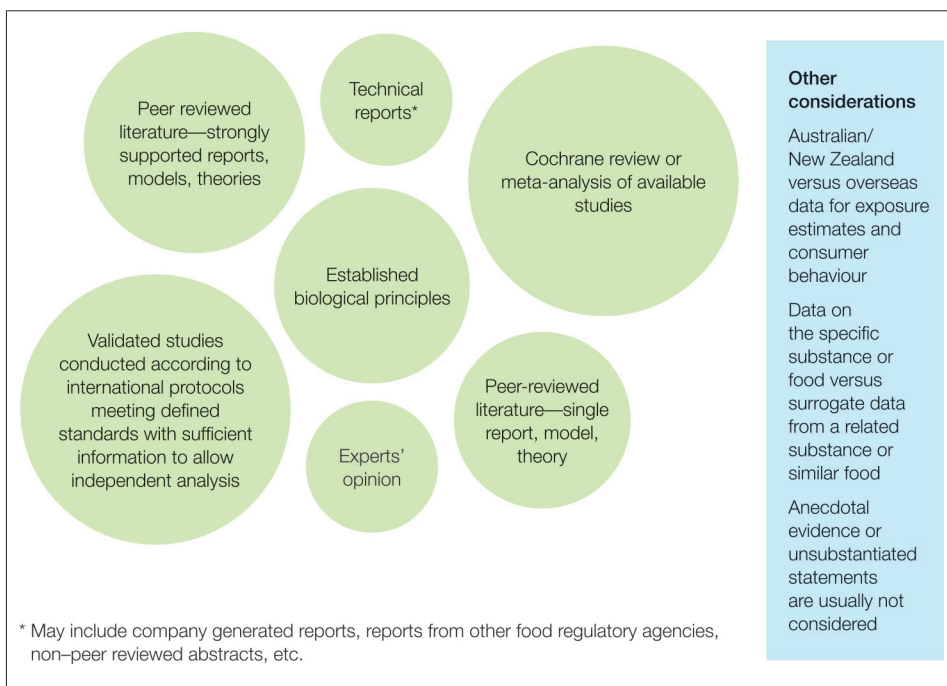 Peer reviewed
literature—strongly
supported reports,
models, theories
Technical
reports*
Cochrane review or
meta-analysis of available
studies
Established
biological principles
Validated studies
conducted according to
international protocols
meeting defined
standards with sufficient
information to allow
independent analysis
Experts’
opinion
Peer-reviewed
literature—single
report, model,
theory
* May include company generated reports, reports from other food regulatory agencies,
non–peer reviewed abstracts, etc.
Other
considerations
Australian/
New Zealand
versus overseas
data for exposure
estimates and
consumer
behaviour
Data on
the specific
substance or
food versus
surrogate data
from a related
substance or
similar food
Anecdotal
evidence or
unsubstantiated
statements
are usually not
considered